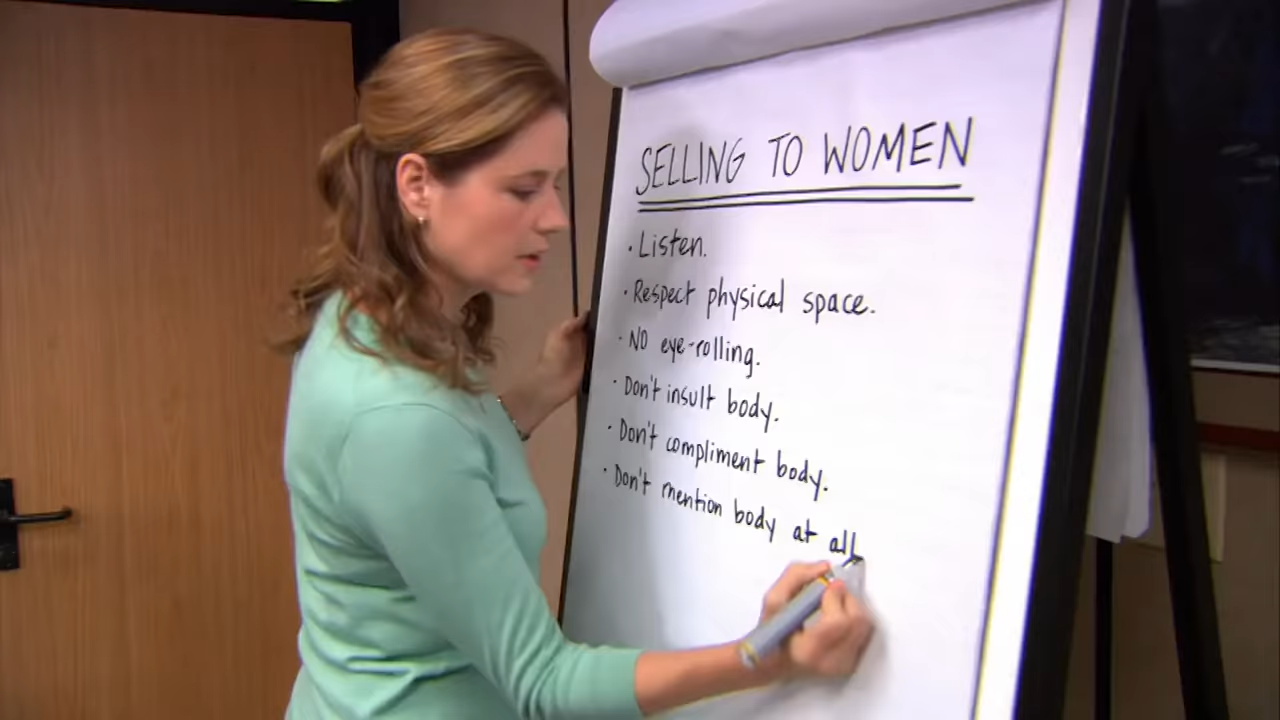 SELLING TO WOMEN
· Listen.
· Respect physical space.
· NO eye-rolling.
· Don't insult body.
· Don't compliment body.
· Don't mention body at all